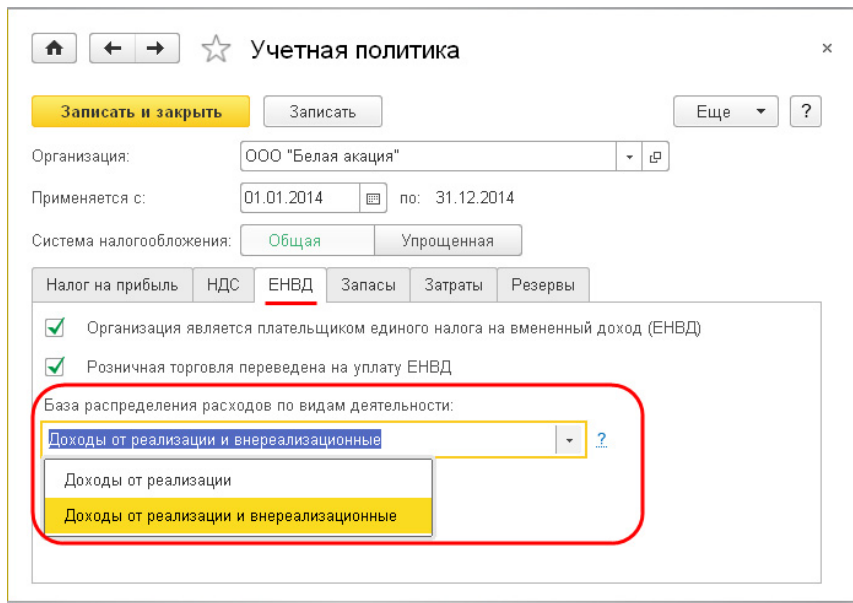 Учетная политика
Записать и закрыть Записать Еще ?
Организация: ООО "Белая акация"
Применяется с: 01.01.2014 по: 31.12.2014
Система налогообложения: Общая Упрощенная
Налог на прибыль НДС ЕНВД Запасы Затраты Резервы
Организация является плательщиком единого налога на вмененный доход (ЕНВД)
Розничная торговля переведена на уплату ЕНВД
База распределения расходов по видам деятельности:
Доходы от реализации и внереализационные ?
Доходы от реализации
Доходы от реализации и внереализационные